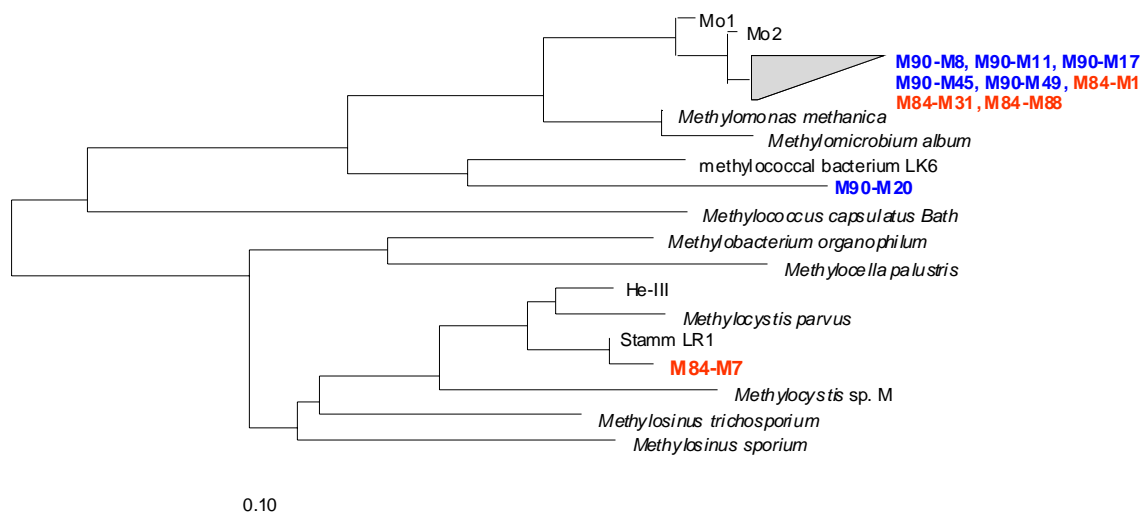 Mo1
Mo2
M90-M8, M90-M11, M90-M17
M90-M45, M90-M49, M84-M1
M84-M31, M84-M88
Methylomonas methanica
Methylomicrobium album
methylococcal bacterium LK6
M90-M20
Methylococcus capsulatus Bath
Methylobacterium organophilum
Methylocella palustris
He-III
Methylocystis parvus
Stamm LR1
M84-M7
Methylocystis sp. M
Methylosinus trichosporium
Methylosinus sporium
0.10